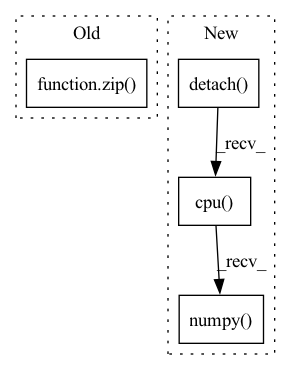 Old
New
function.zip()
detach()
_recv_
cpu()
_recv_
numpy()